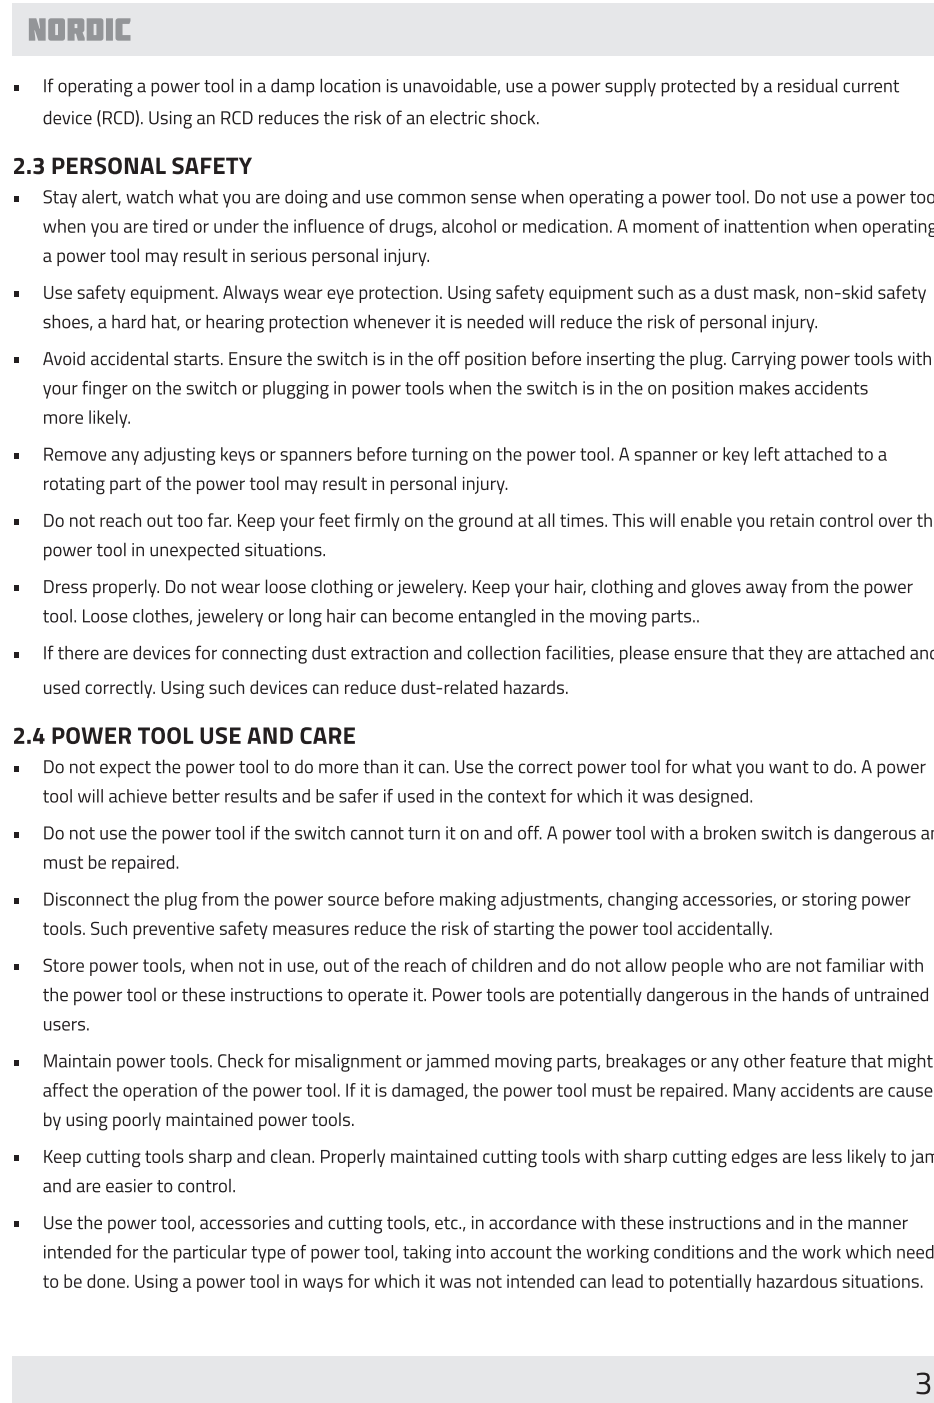 NORDIC
▪ If operating a power tool in a damp location is unavoidable, use a power supply protected by a residual current
device (RCD). Using an RCD reduces the risk of an electric shock.
2.3 PERSONAL SAFETY
▪ Stay alert, watch what you are doing and use common sense when operating a power tool. Do not use a power too
when you are tired or under the influence of drugs, alcohol or medication. A moment of inattention when operating
a power tool may result in serious personal injury.
▪ Use safety equipment. Always wear eye protection. Using safety equipment such as a dust mask, non-skid safety
shoes, a hard hat, or hearing protection whenever it is needed will reduce the risk of personal injury.
▪ Avoid accidental starts. Ensure the switch is in the off position before inserting the plug. Carrying power tools with
your finger on the switch or plugging in power tools when the switch is in the on position makes accidents
more likely.
▪ Remove any adjusting keys or spanners before turning on the power tool. A spanner or key left attached to a
rotating part of the power tool may result in personal injury.
▪ Do not reach out too far. Keep your feet firmly on the ground at all times. This will enable you retain control over th
power tool in unexpected situations.
▪ Dress properly. Do not wear loose clothing or jewelery. Keep your hair, clothing and gloves away from the power
tool. Loose clothes, jewelery or long hair can become entangled in the moving parts..
▪ If there are devices for connecting dust extraction and collection facilities, please ensure that they are attached and
used correctly. Using such devices can reduce dust-related hazards.
2.4 POWER TOOL USE AND CARE
▪ Do not expect the power tool to do more than it can. Use the correct power tool for what you want to do. A power
tool will achieve better results and be safer if used in the context for which it was designed.
▪ Do not use the power tool if the switch cannot turn it on and off. A power tool with a broken switch is dangerous an
must be repaired.
▪ Disconnect the plug from the power source before making adjustments, changing accessories, or storing power
tools. Such preventive safety measures reduce the risk of starting the power tool accidentally.
▪ Store power tools, when not in use, out of the reach of children and do not allow people who are not familiar with
the power tool or these instructions to operate it. Power tools are potentially dangerous in the hands of untrained
users.
▪ Maintain power tools. Check for misalignment or jammed moving parts, breakages or any other feature that might
affect the operation of the power tool. If it is damaged, the power tool must be repaired. Many accidents are cause
by using poorly maintained power tools.
▪ Keep cutting tools sharp and clean. Properly maintained cutting tools with sharp cutting edges are less likely to jam
and are easier to control.
▪ Use the power tool, accessories and cutting tools, etc., in accordance with these instructions and in the manner
intended for the particular type of power tool, taking into account the working conditions and the work which need
to be done. Using a power tool in ways for which it was not intended can lead to potentially hazardous situations.
3